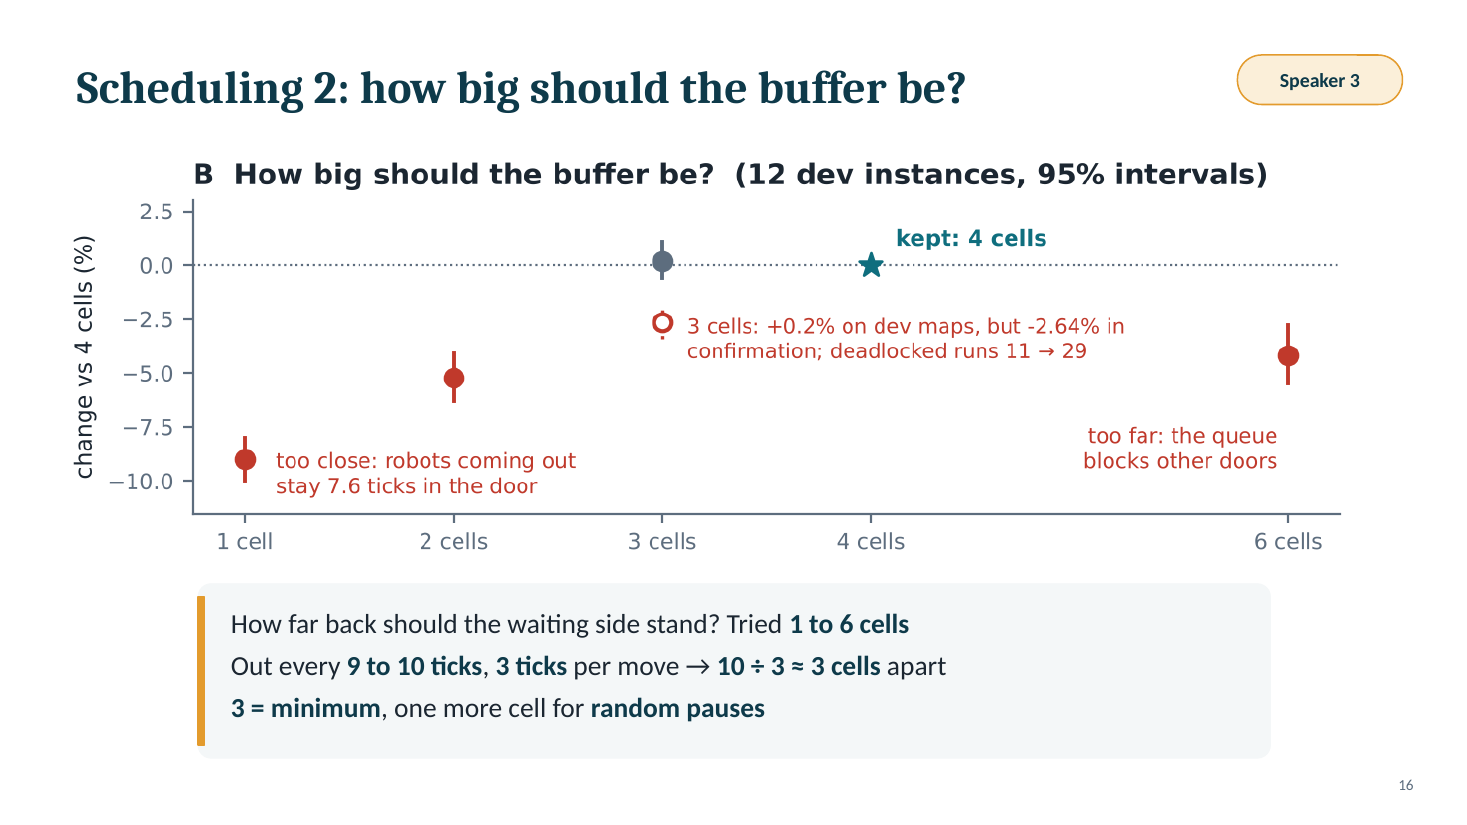 Scheduling 2: how big should the buffer be?
Speaker 3
B How big should the buffer be? (12 dev instances, 95% intervals)
change vs 4 cells (%)
2.5
0.0
−2.5
−5.0
−7.5
−10.0
kept: 4 cells
3 cells: +0.2% on dev maps, but -2.64% in
confirmation; deadlocked runs 11 → 29
too close: robots coming out
stay 7.6 ticks in the door
too far: the queue
blocks other doors
1 cell
2 cells
3 cells
4 cells
6 cells
How far back should the waiting side stand? Tried 1 to 6 cells
Out every 9 to 10 ticks, 3 ticks per move → 10 ÷ 3 ≈ 3 cells apart
3 = minimum, one more cell for random pauses
16